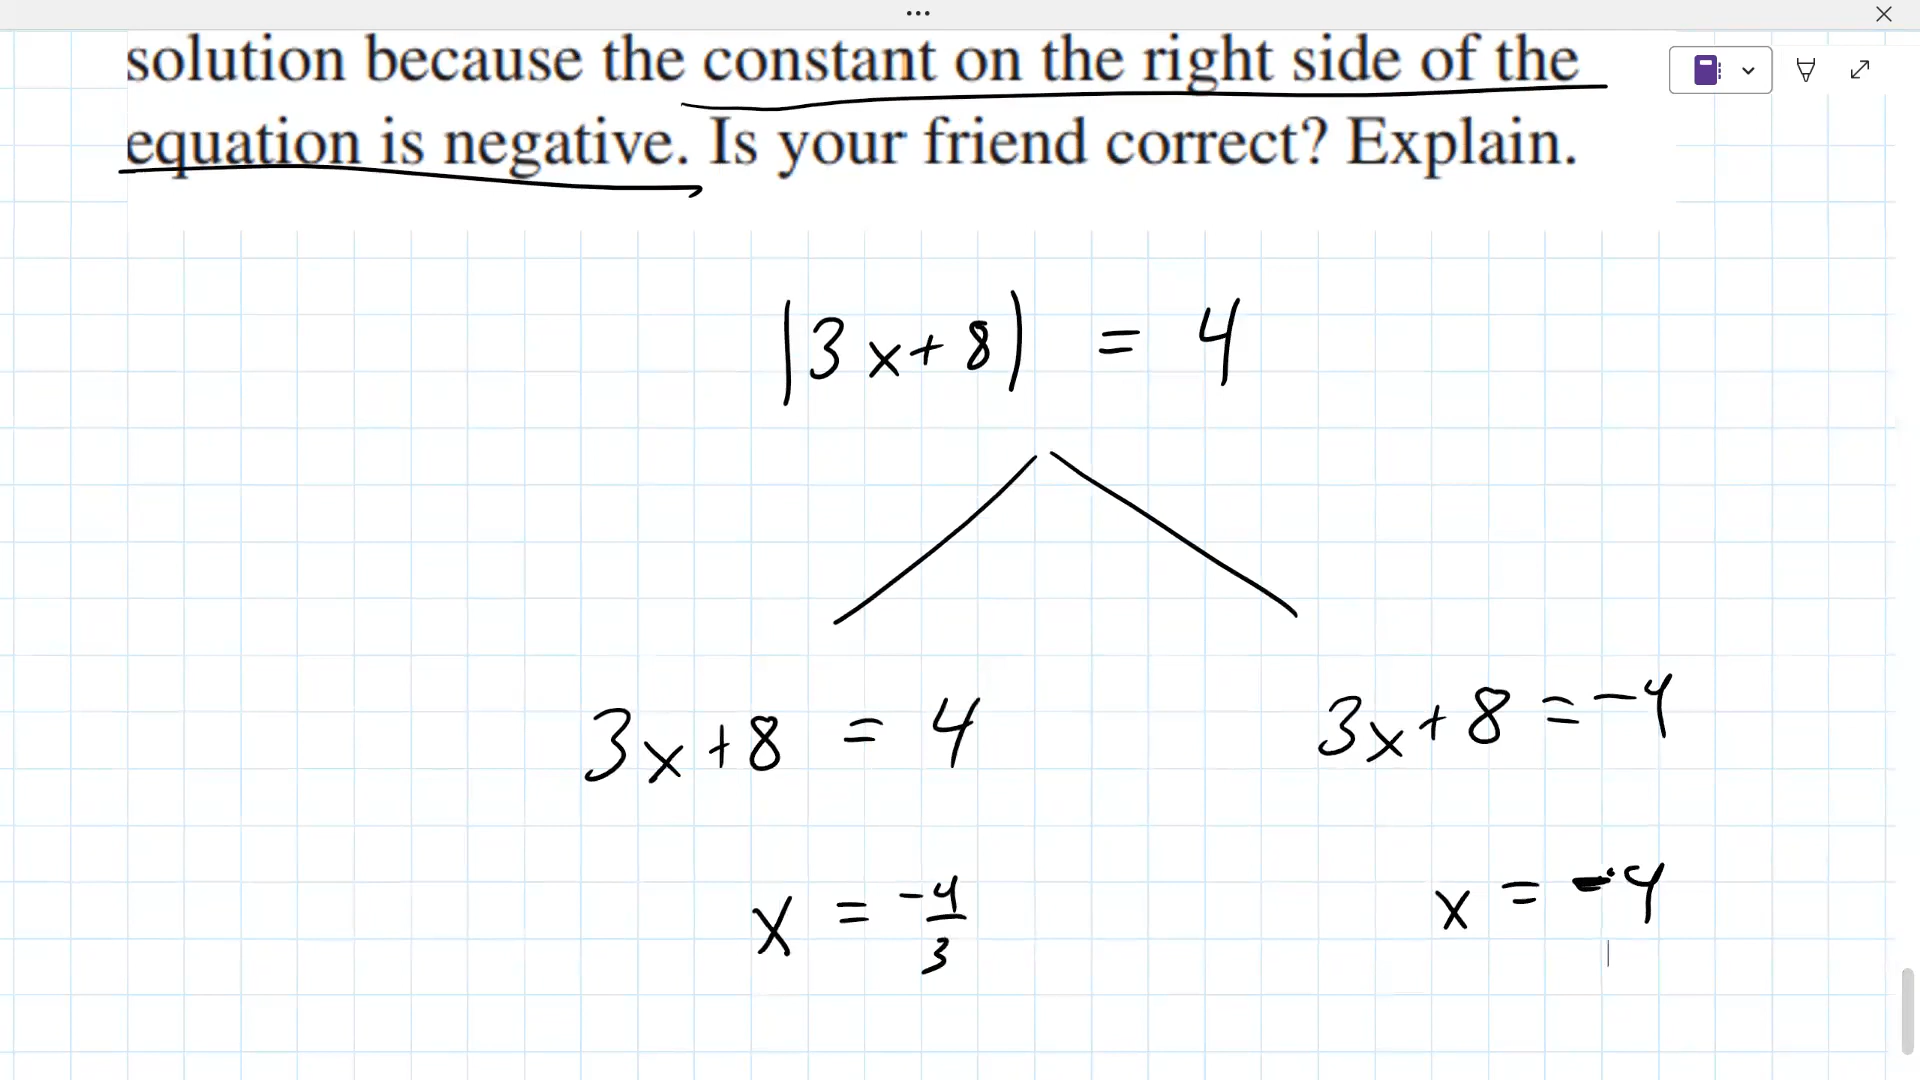 solution because the constant on the right side of the
equation is negative. Is your friend correct? Explain.
|3x+8| = 4
3x+8 = 4
3x+8 = -4
x = -4/3
x = -4